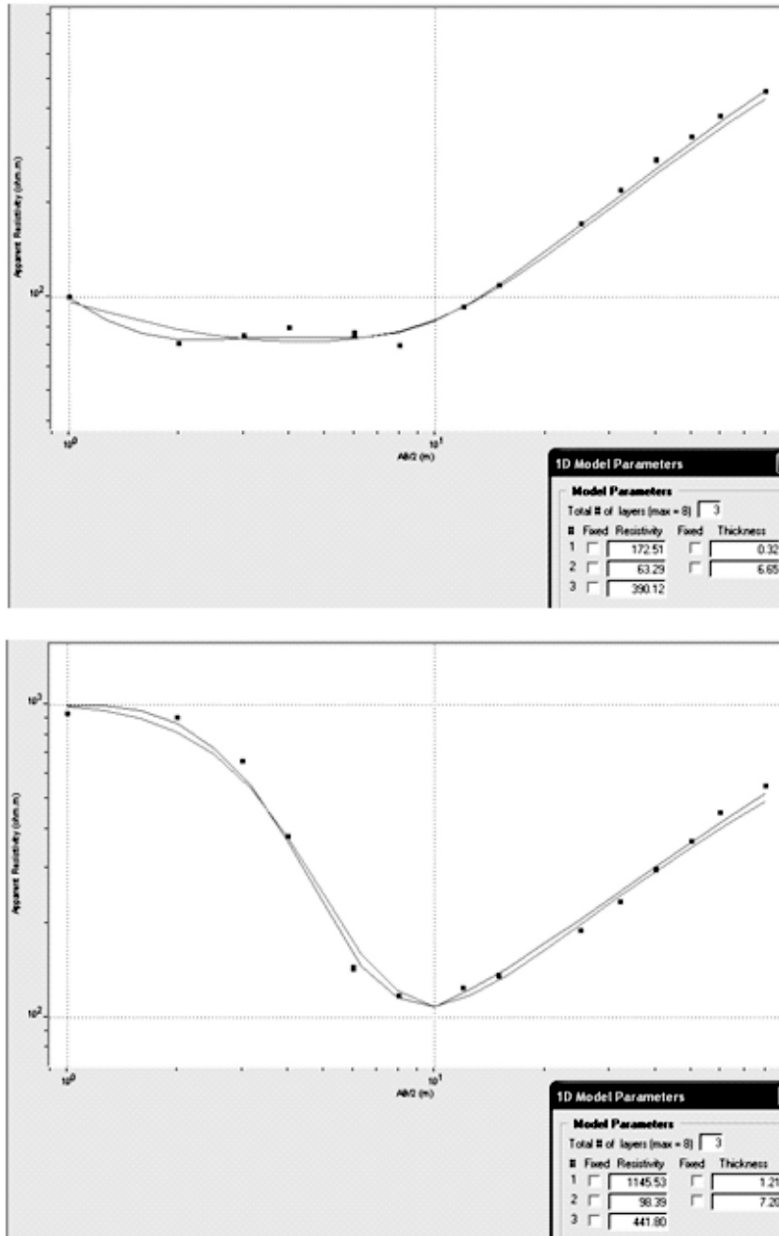 Apparent Resistivity (ohm.m)
10²
10⁰
10¹
AB/2 (m)
1D Model Parameters
Model Parameters
Total # of layers (max = 8) 3
# Fixed Resistivity Fixed Thickness
1 172.51 0.32
2 63.29 6.65
3 390.12
Apparent Resistivity (ohm.m)
10³
10²
10⁰
10¹
AB/2 (m)
1D Model Parameters
Model Parameters
Total # of layers (max = 8) 3
# Fixed Resistivity Fixed Thickness
1 1145.53 1.21
2 98.39 7.20
3 441.80